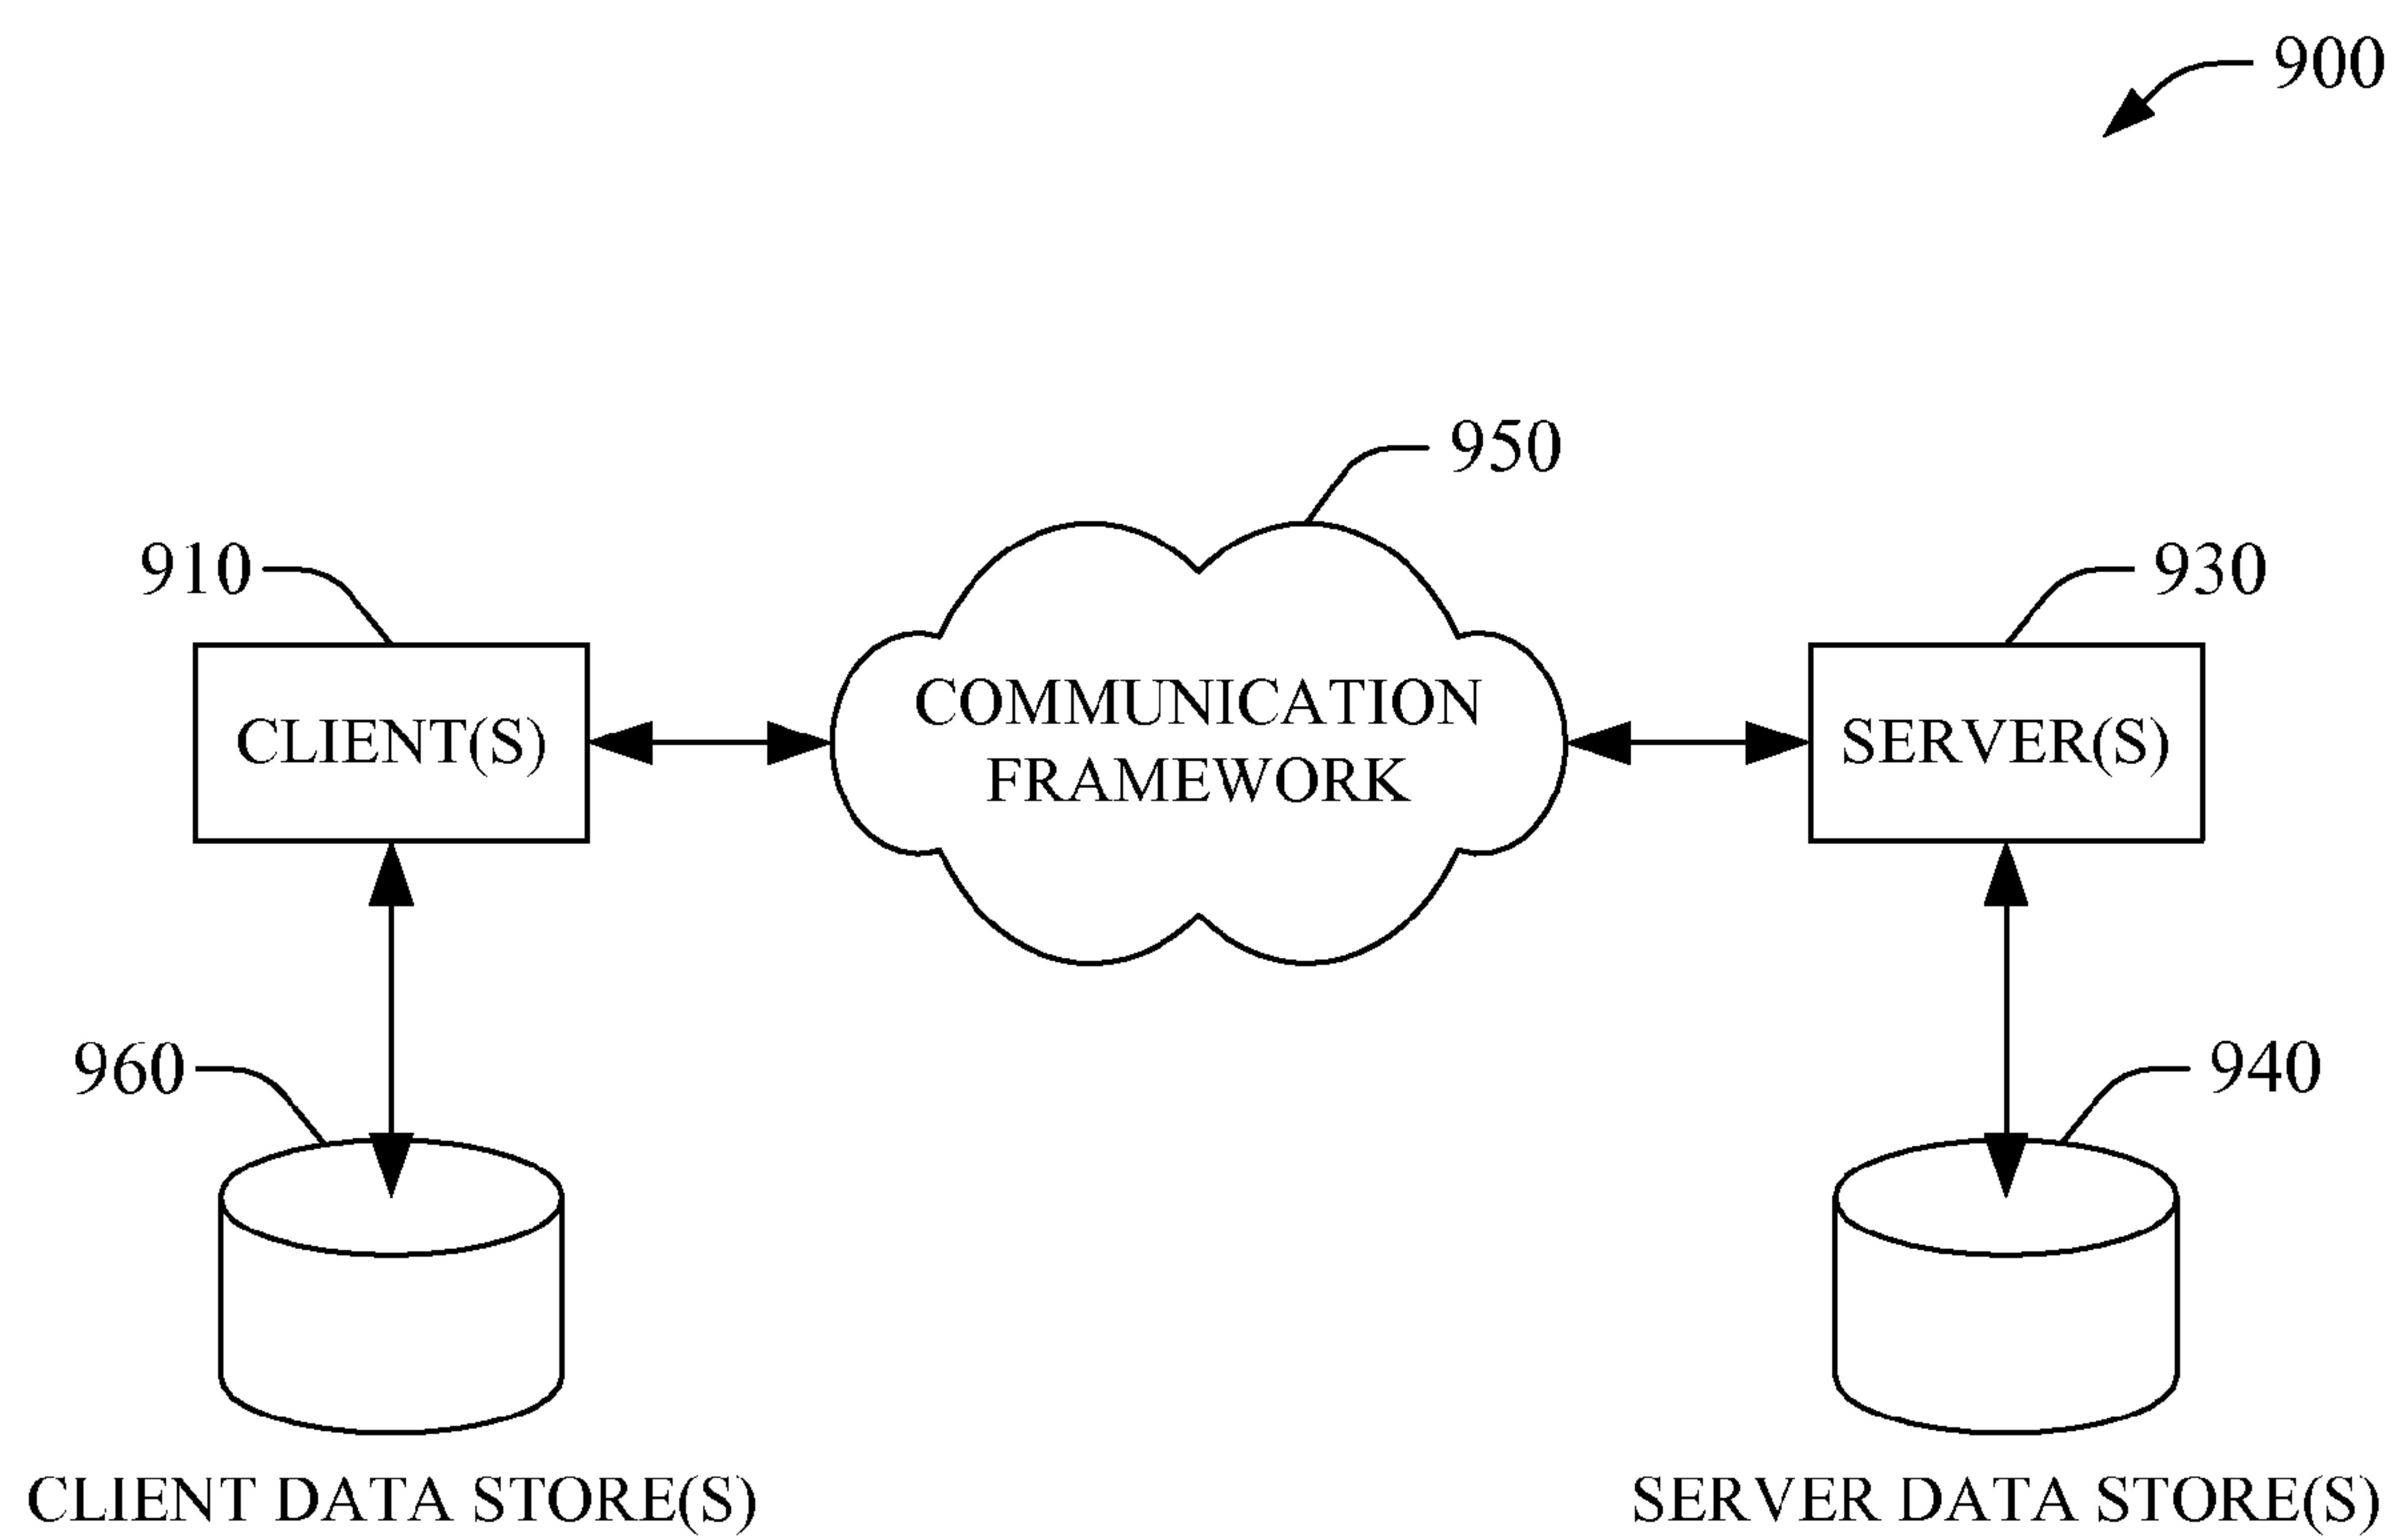 900
950
910
930
CLIENT(S)
COMMUNICATION
FRAMEWORK
SERVER(S)
960
940
CLIENT DATA STORE(S)
SERVER DATA STORE(S)